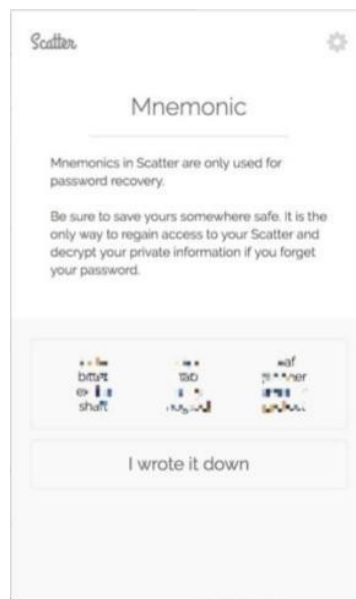 Scatter
Mnemonic
Mnemonics in Scatter are only used for
password recovery.
Be sure to save yours somewhere safe. It is the
only way to regain access to your Scatter and
decrypt your private information if you forget
your password.
shaft
I wrote it down